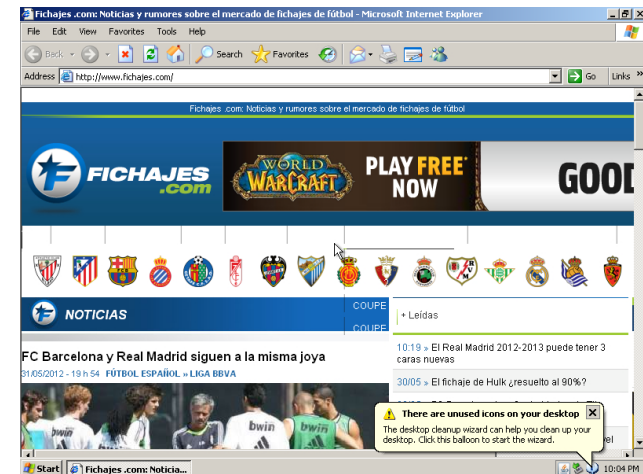 Fichajes .com: Noticias y rumores sobre el mercado de fichajes de fútbol - Microsoft Internet Explorer
File Edit View Favorites Tools Help
Back Search Favorites
Address http://www.fichajes.com/ Go Links »
Fichajes .com: Noticias y rumores sobre el mercado de fichajes de fútbol
FICHAJES
.com
WORLD
WARCRAFT
PLAY FREE*
NOW
GOOD
NOTICIAS
COUPE
COUPE
+ Leídas
FC Barcelona y Real Madrid siguen a la misma joya
31/05/2012 - 19 h 54 FÚTBOL ESPAÑOL » LIGA BBVA
10:19 » El Real Madrid 2012-2013 puede tener 3
caras nuevas
30/05 » El fichaje de Hulk ¿resuelto al 90%?
bwin
bwin
There are unused icons on your desktop
The desktop cleanup wizard can help you clean up your
desktop. Click this balloon to start the wizard.
Start Fichajes .com: Noticia... 10:04 PM